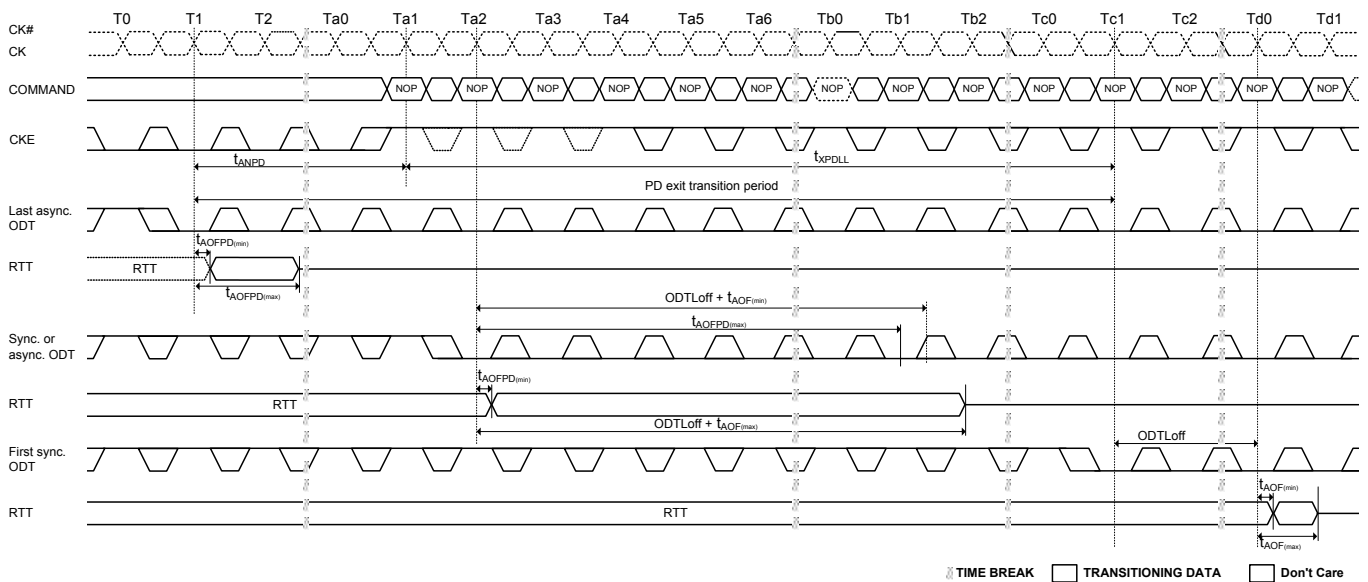 T0 T1 T2 Ta0 Ta1 Ta2 Ta3 Ta4 Ta5 Ta6 Tb0 Tb1 Tb2 Tc0 Tc1 Tc2 Td0 Td1
CK#
CK
COMMAND NOP NOP NOP NOP NOP NOP NOP NOP NOP NOP NOP NOP NOP NOP
CKE
tANPD tXPDLL
PD exit transition period
Last async.
ODT
tAOFPD(min)
RTT RTT
tAOFPD(max)
ODTLoff + tAOF(min)
tAOFPD(max)
Sync. or
async. ODT
tAOFPD(min)
RTT RTT
ODTLoff + tAOF(max)
ODTLoff
First sync.
ODT
tAOF(min)
RTT RTT
tAOF(max)
TIME BREAK TRANSITIONING DATA Don't Care